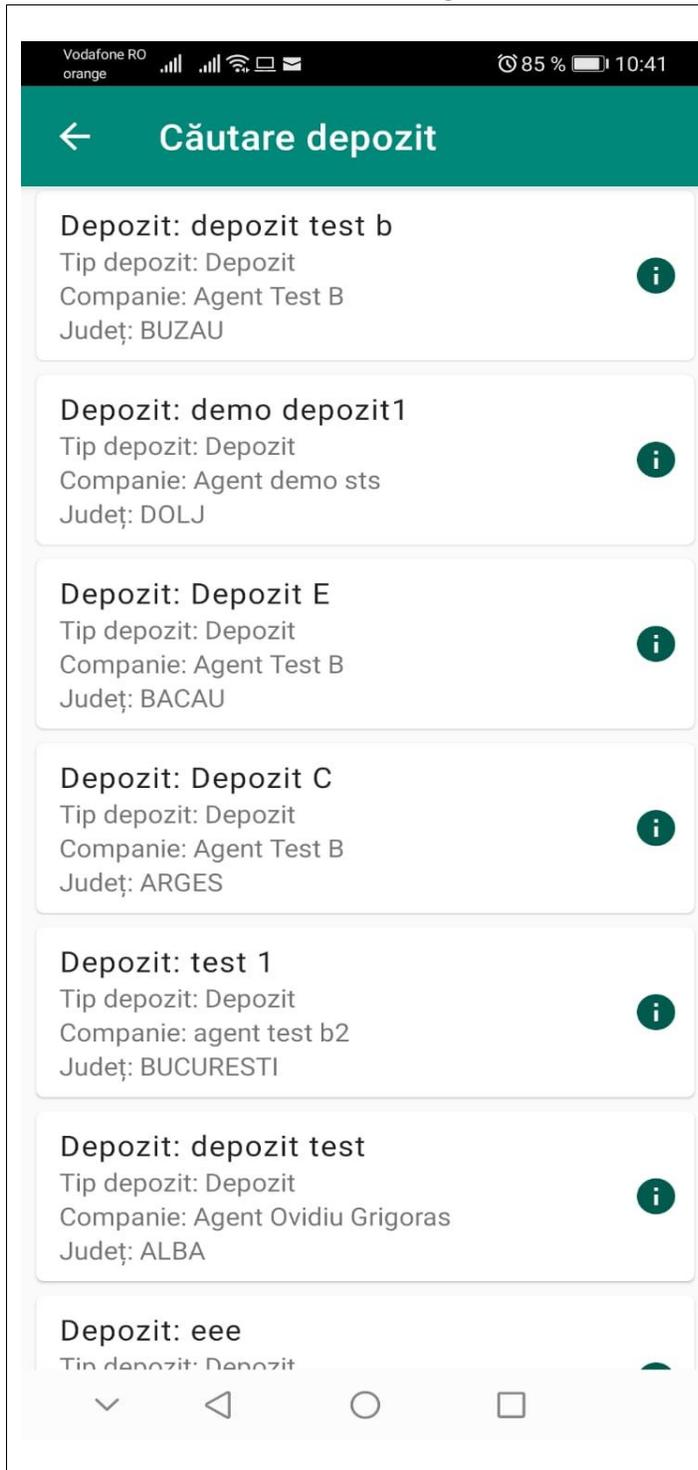 Vodafone RO
orange
85 % 10:41
Căutare depozit
Depozit: depozit test b
Tip depozit: Depozit
Companie: Agent Test B
Județ: BUZAU
Depozit: demo depozit1
Tip depozit: Depozit
Companie: Agent demo sts
Județ: DOLJ
Depozit: Depozit E
Tip depozit: Depozit
Companie: Agent Test B
Județ: BACAU
Depozit: Depozit C
Tip depozit: Depozit
Companie: Agent Test B
Județ: ARGES
Depozit: test 1
Tip depozit: Depozit
Companie: agent test b2
Județ: BUCURESTI
Depozit: depozit test
Tip depozit: Depozit
Companie: Agent Ovidiu Grigoras
Județ: ALBA
Depozit: eee
Tip depozit: Depozit